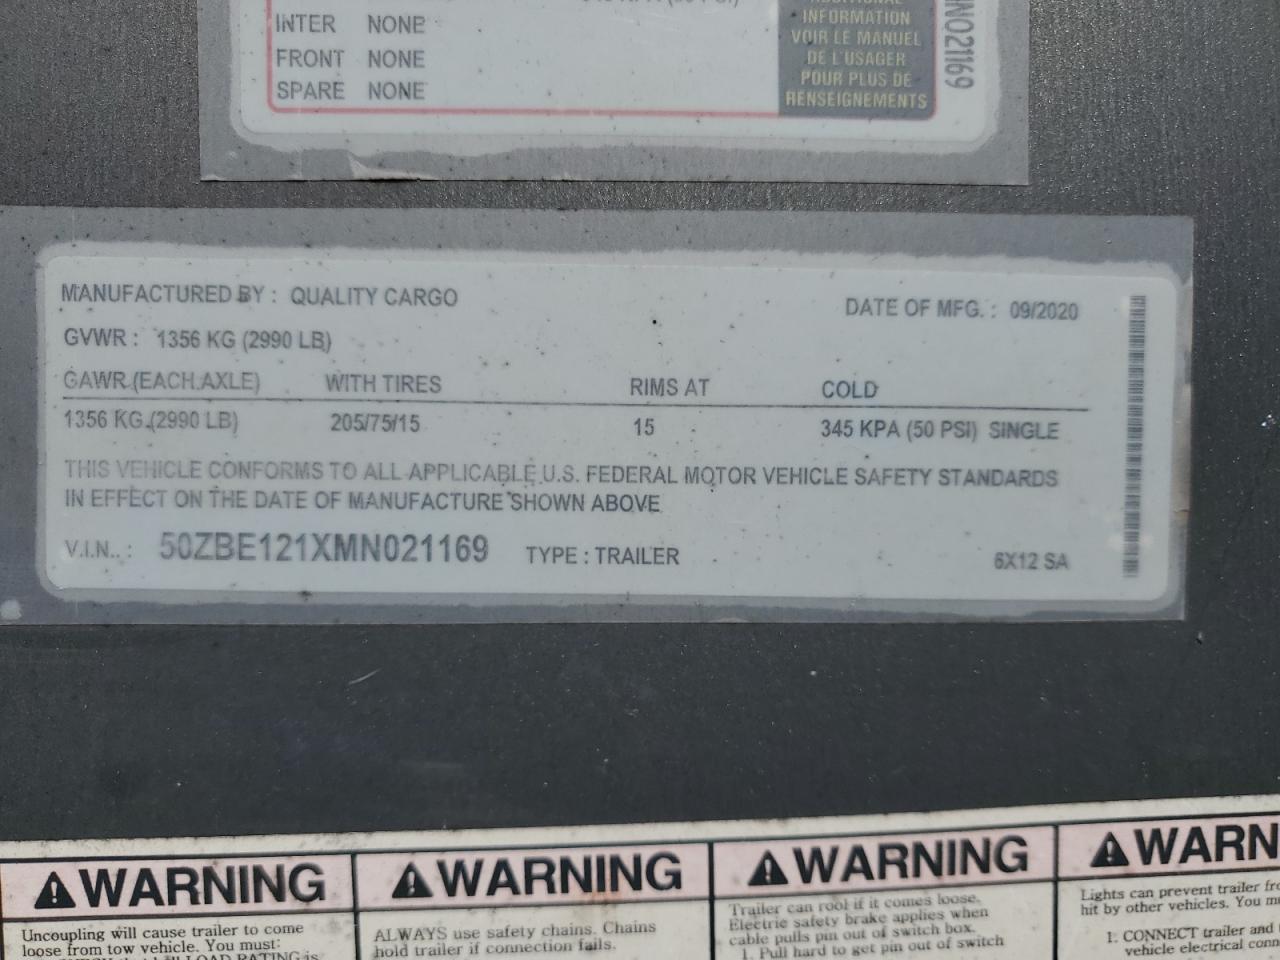 INTER NONE
FRONT NONE
SPARE NONE
INFORMATION
VOIR LE MANUEL
DE L'USAGER
POUR PLUS DE
RENSEIGNEMENTS
N021169
MANUFACTURED BY : QUALITY CARGO
DATE OF MFG. : 09/2020
GVWR : 1356 KG (2990 LB)
GAWR (EACH AXLE) WITH TIRES RIMS AT COLD
1356 KG (2990 LB) 205/75/15 15 345 KPA (50 PSI) SINGLE
THIS VEHICLE CONFORMS TO ALL APPLICABLE U.S. FEDERAL MOTOR VEHICLE SAFETY STANDARDS
IN EFFECT ON THE DATE OF MANUFACTURE SHOWN ABOVE
V.I.N.. : 50ZBE121XMN021169 TYPE : TRAILER 6X12 SA
WARNING
Uncoupling will cause trailer to come
loose from tow vehicle. You must:
LOAD RATING is
WARNING
ALWAYS use safety chains. Chains
hold trailer if connection fails.
WARNING
Trailer can rool if it comes loose.
Electric safety brake applies when
cable pulls pin out of switch box.
1. Pull hard to get pin out of switch
WARN
Lights can prevent trailer
hit by other vehicles. You
1. CONNECT trailer and
vehicle electrical